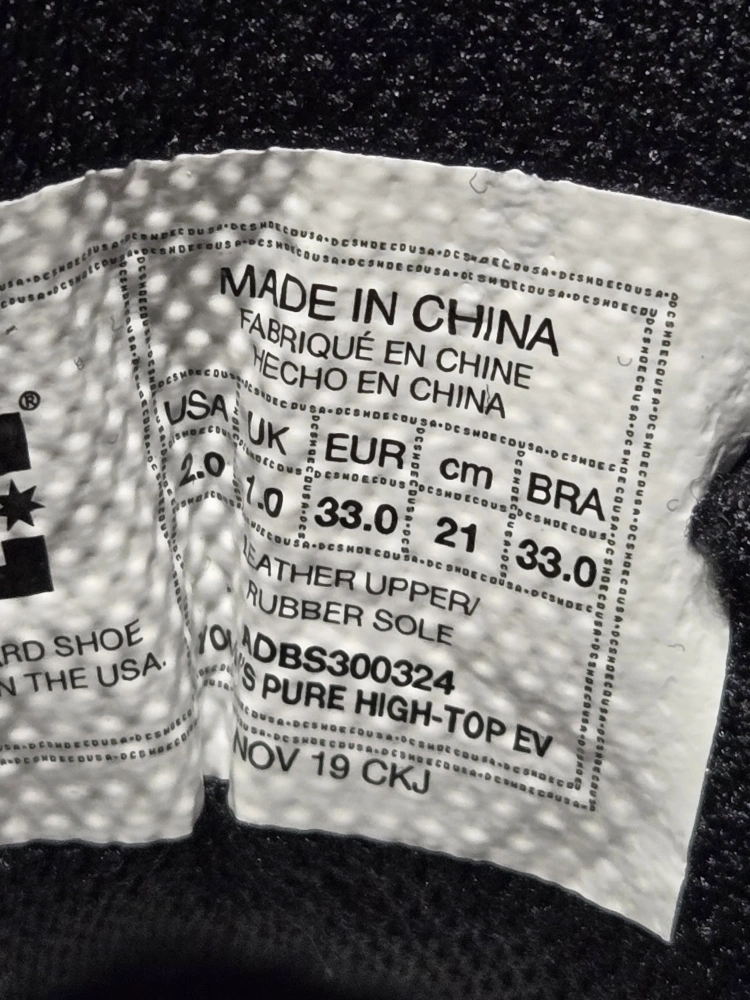 ®
RD SHOE
N THE USA.
MADE IN CHINA
FABRIQUÉ EN CHINE
HECHO EN CHINA
USA UK EUR cm BRA
2.0 1.0 33.0 21 33.0
LEATHER UPPER/
RUBBER SOLE
ADBS300324
'S PURE HIGH-TOP EV
NOV 19 CKJ